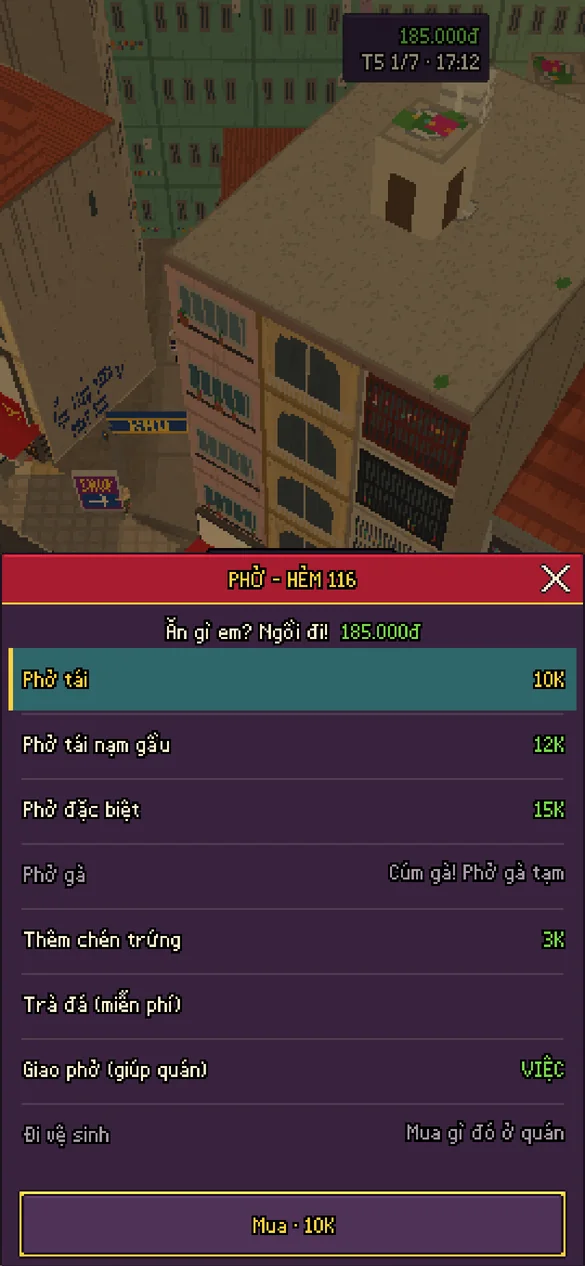 185.000đ
T5 1/7 · 17:12
PHỞ - HẺM 116
Ăn gì em? Ngồi đi! 185.000đ
Phở tái 10K
Phở tái nạm gầu 12K
Phở đặc biệt 15K
Phở gà Cúm gà! Phở gà tạm
Thêm chén trứng 3K
Trà đá (miễn phí)
Giao phở (giúp quán) VIỆC
Đi vệ sinh Mua gì đó ở quán
Mua · 10K